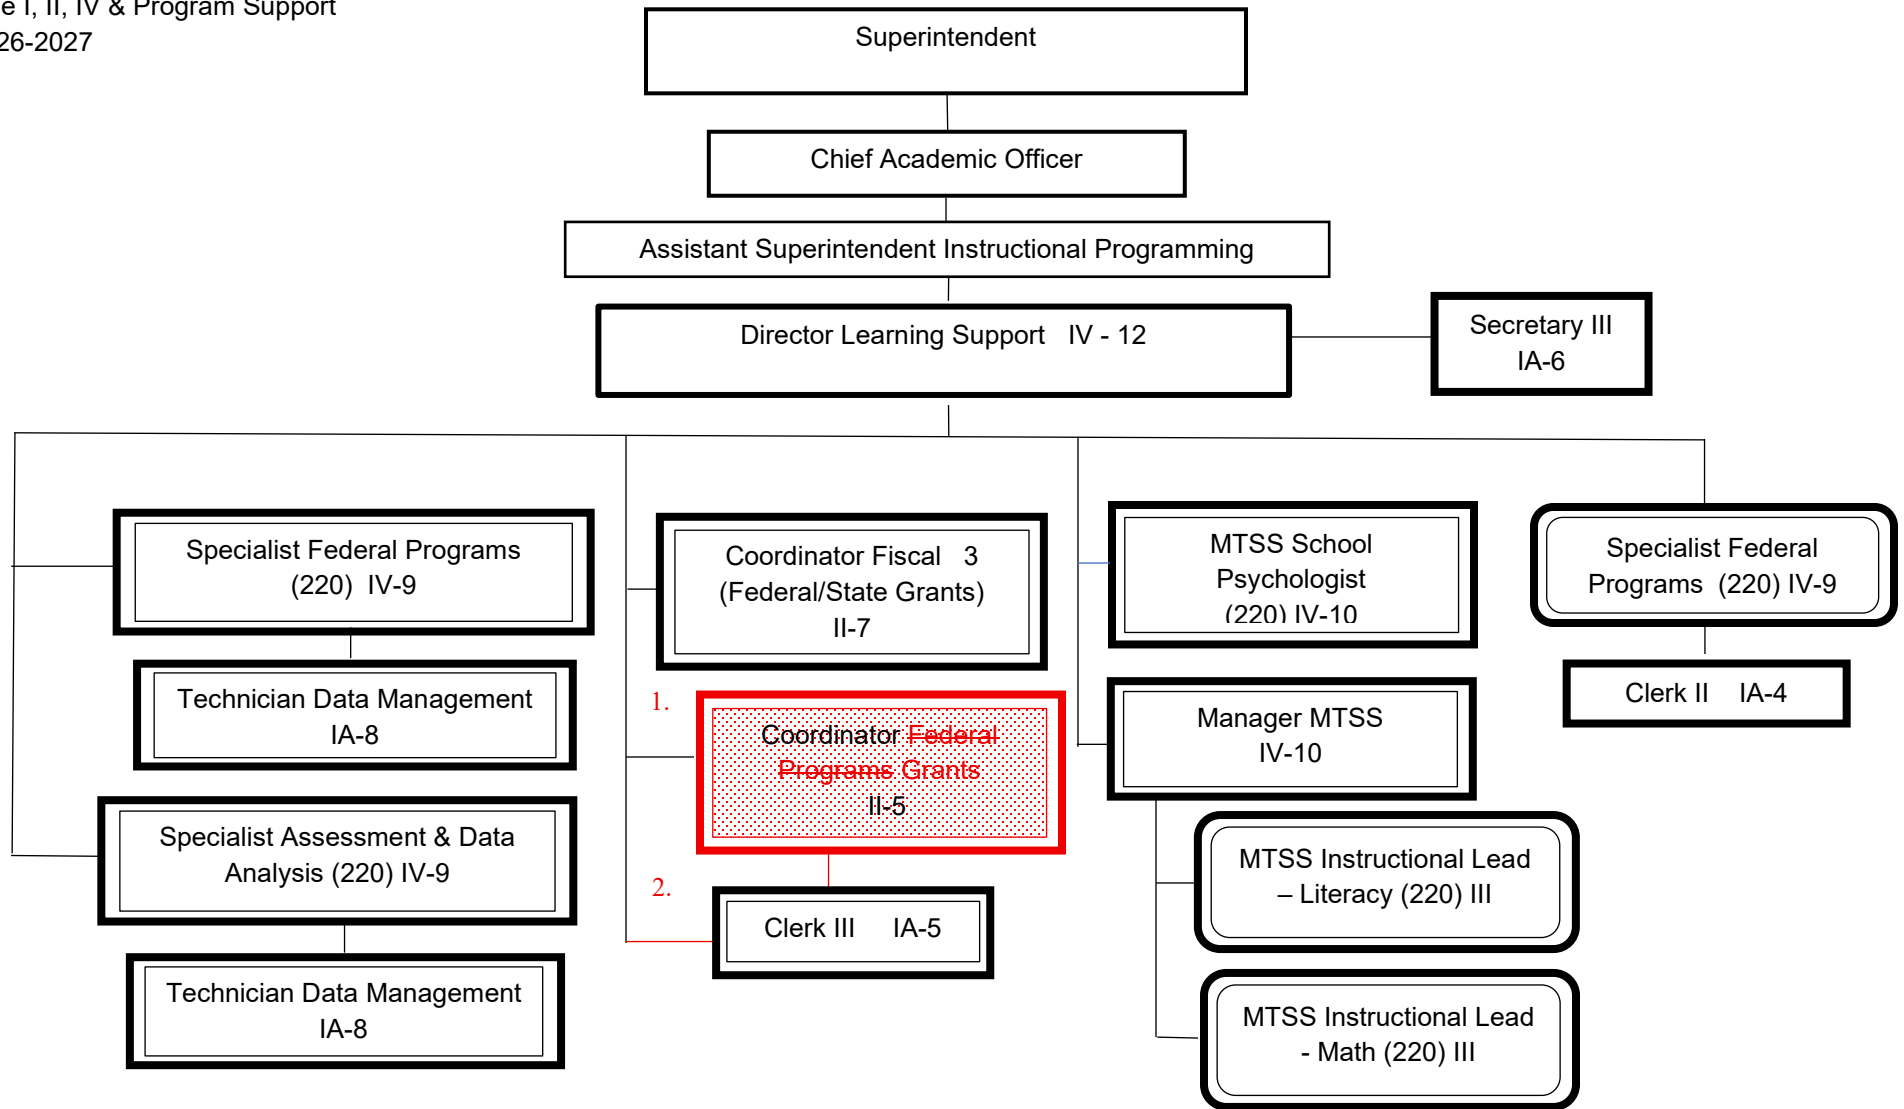 e I, II, IV & Program Support
26-2027
Superintendent
Chief Academic Officer
Assistant Superintendent Instructional Programming
Director Learning Support IV - 12
Secretary III
IA-6
Specialist Federal Programs
(220) IV-9
Technician Data Management
IA-8
Specialist Assessment & Data
Analysis (220) IV-9
Technician Data Management
IA-8
Coordinator Fiscal 3
(Federal/State Grants)
II-7
1.
Coordinator Federal
Programs Grants
II-5
2.
Clerk III IA-5
MTSS School
Psychologist
(220) IV-10
Manager MTSS
IV-10
MTSS Instructional Lead
– Literacy (220) III
MTSS Instructional Lead
- Math (220) III
Specialist Federal
Programs (220) IV-9
Clerk II IA-4